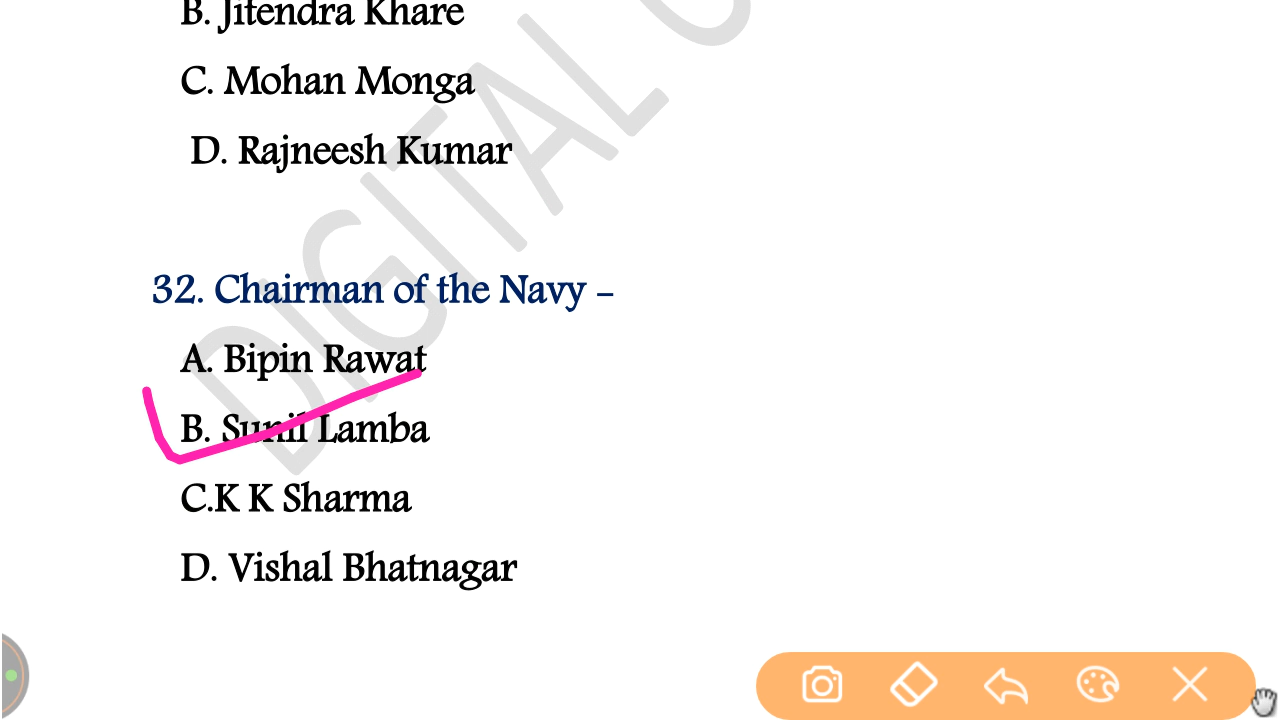 B. Jitendra Khare
C. Mohan Monga
D. Rajneesh Kumar
32. Chairman of the Navy –
A. Bipin Rawat
B. Sunil Lamba
C.K K Sharma
D. Vishal Bhatnagar
DIGITAL